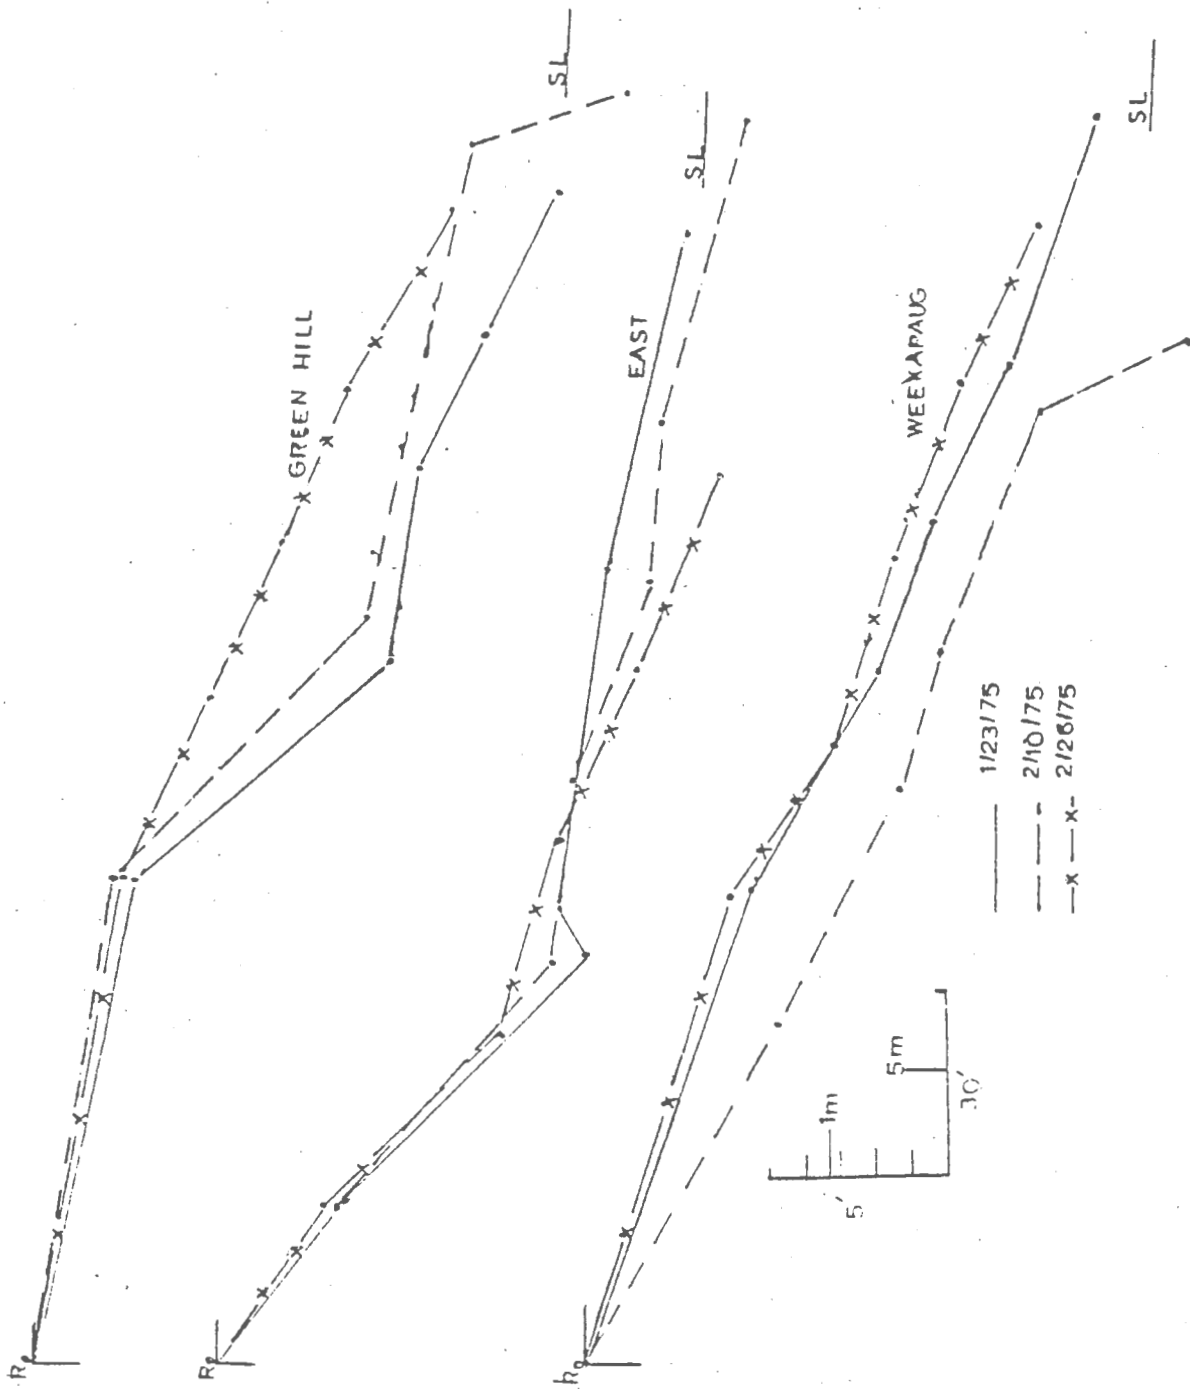 SL
GREEN HILL
R
SL
EAST
R
SL
WEEKAPAUG
R
1/23/75
2/10/75
—x—x— 2/26/75
1m
5'
5m
30'